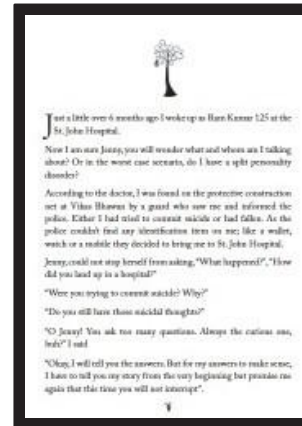 Just a little over 6 months ago I woke up as Ram Kumar 125 at the
St. John Hospital.
Now I am sure Jenny, you will wonder what and whom am I talking
about? Or in the worst case scenario, do I have a split personality
disorder?
According to the doctor, I was found on the protective construction
net at Vikas Bhawan by a guard who saw me and informed the
police. Either I had tried to commit suicide or had fallen. As the
police couldn't find any identification item on me; like a wallet,
watch or a mobile they decided to bring me to St. John Hospital.
Jenny, could not stop herself from asking, "What happened?", "How
did you land up in a hospital?"
"Were you trying to commit suicide? Why?"
"Do you still have those suicidal thoughts?"
"O Jenny! You ask too many questions. Always the curious one,
huh?" I said
"Okay, I will tell you the answers. But for my answers to make sense,
I have to tell you my story from the very beginning but promise me
again that this time you will not interrupt".